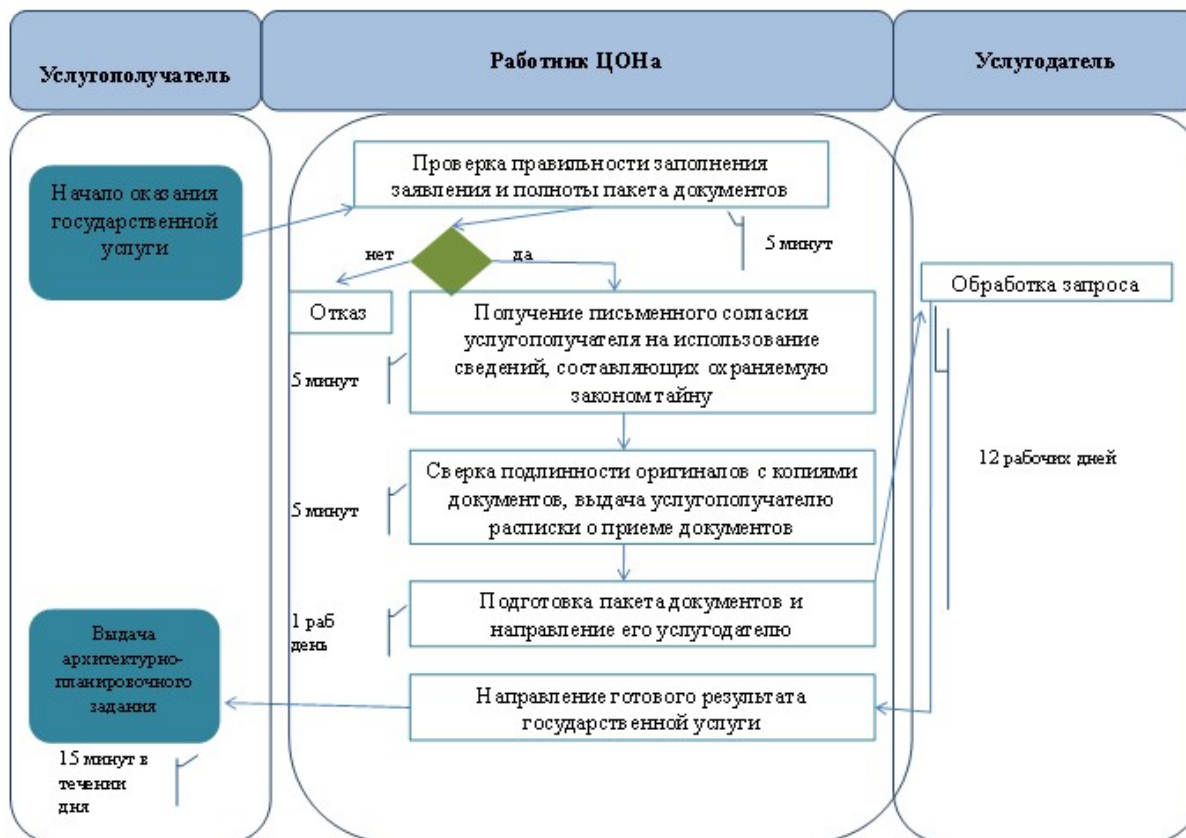 Услугополучатель
Работник ЦОНа
Услугодатель
Начало оказания
государственной
услуги
Проверка правильности заполнения
заявления и полноты пакета документов
5 минут
нет
да
Отказ
Обработка запроса
Получение письменного согласия
услугополучателя на использование
сведений, составляющих охраняемую
законом тайну
5 минут
12 рабочих дней
Сверка подлинности оригиналов с копиями
документов, выдача услугополучателю
расписки о приеме документов
5 минут
Подготовка пакета документов и
направление его услугодателю
1 раб
день
Выдача
архитектурно-
планировочного
задания
Направление готового результата
государственной услуги
15 минут в
течении
дня